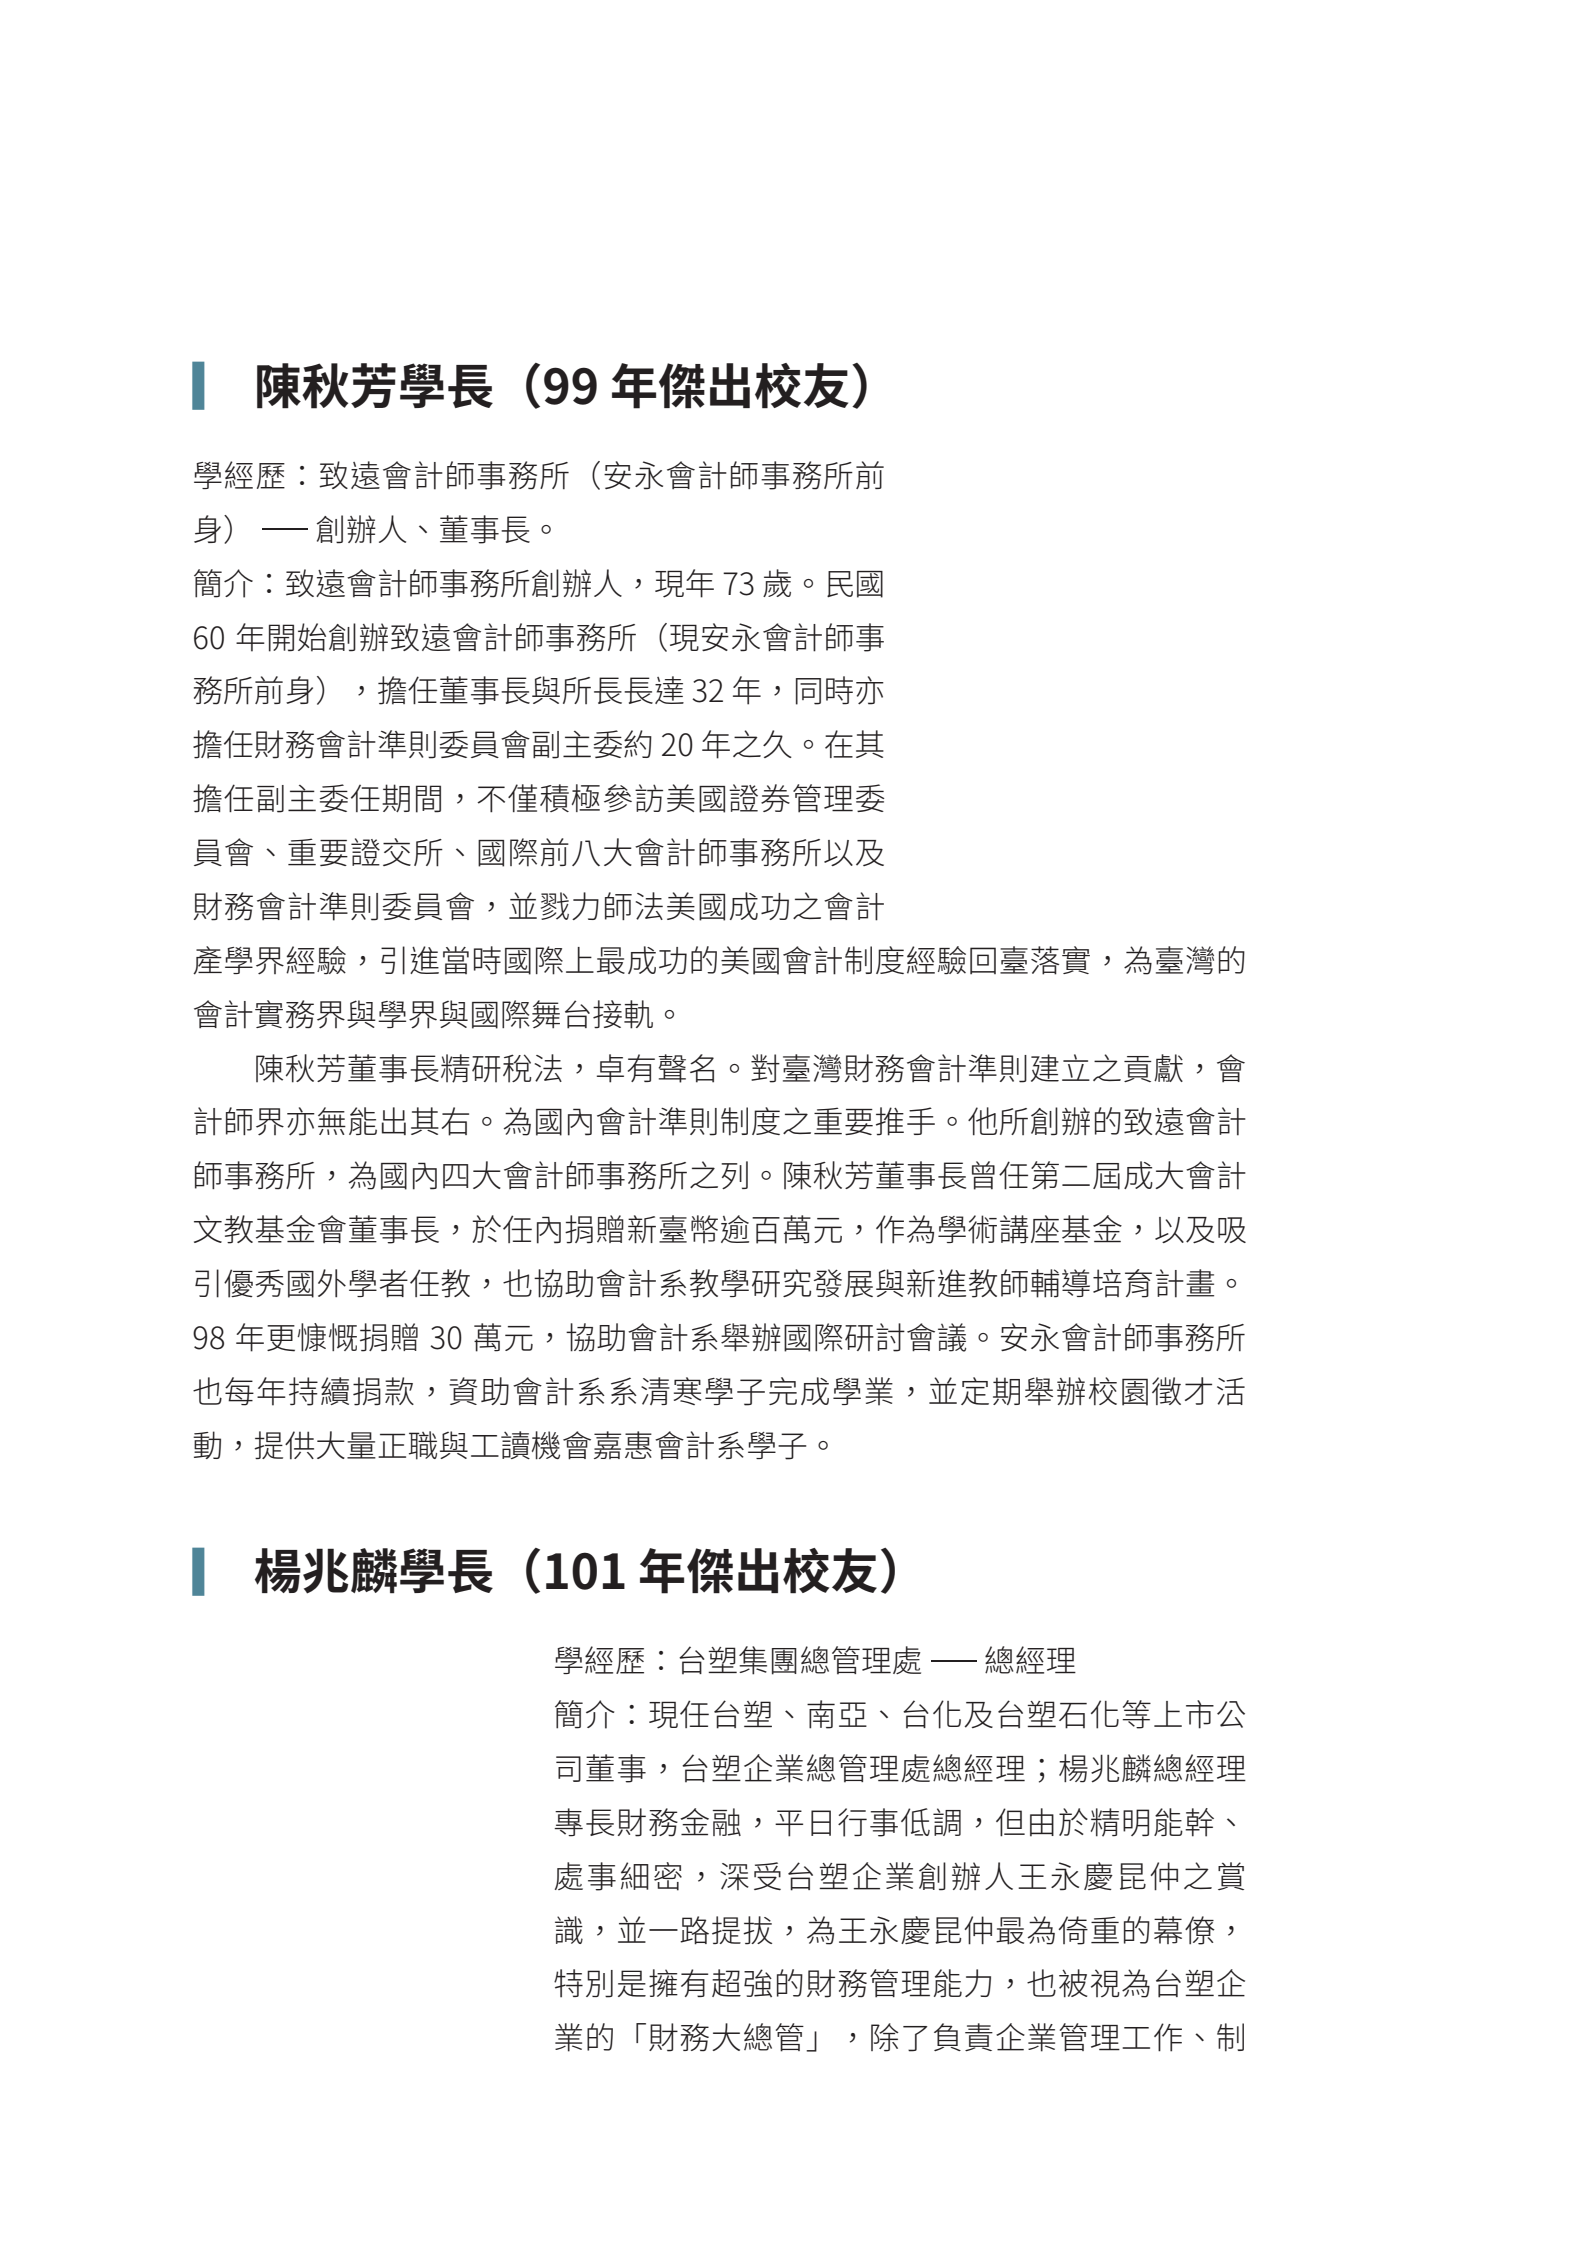 陳秋芳學長（99 年傑出校友）
學經歷：致遠會計師事務所（安永會計師事務所前
身） ── 創辦人、董事長。
簡介：致遠會計師事務所創辦人，現年 73 歲。民國
60 年開始創辦致遠會計師事務所（現安永會計師事
務所前身），擔任董事長與所長長達 32 年，同時亦
擔任財務會計準則委員會副主委約 20 年之久。在其
擔任副主委任期間，不僅積極參訪美國證券管理委
員會、重要證交所、國際前八大會計師事務所以及
財務會計準則委員會，並戮力師法美國成功之會計
產學界經驗，引進當時國際上最成功的美國會計制度經驗回臺落實，為臺灣的
會計實務界與學界與國際舞台接軌。
陳秋芳董事長精研稅法，卓有聲名。對臺灣財務會計準則建立之貢獻，會
計師界亦無能出其右。為國內會計準則制度之重要推手。他所創辦的致遠會計
師事務所，為國內四大會計師事務所之列。陳秋芳董事長曾任第二屆成大會計
文教基金會董事長，於任內捐贈新臺幣逾百萬元，作為學術講座基金，以及吸
引優秀國外學者任教，也協助會計系教學研究發展與新進教師輔導培育計畫。
98 年更慷慨捐贈 30 萬元，協助會計系舉辦國際研討會議。安永會計師事務所
也每年持續捐款，資助會計系系清寒學子完成學業，並定期舉辦校園徵才活
動，提供大量正職與工讀機會嘉惠會計系學子。
楊兆麟學長（101 年傑出校友）
學經歷：台塑集團總管理處 ── 總經理
簡介：現任台塑、南亞、台化及台塑石化等上市公
司董事，台塑企業總管理處總經理；楊兆麟總經理
專長財務金融，平日行事低調，但由於精明能幹、
處事細密，深受台塑企業創辦人王永慶昆仲之賞
識，並一路提拔，為王永慶昆仲最為倚重的幕僚，
特別是擁有超強的財務管理能力，也被視為台塑企
業的「財務大總管」，除了負責企業管理工作、制